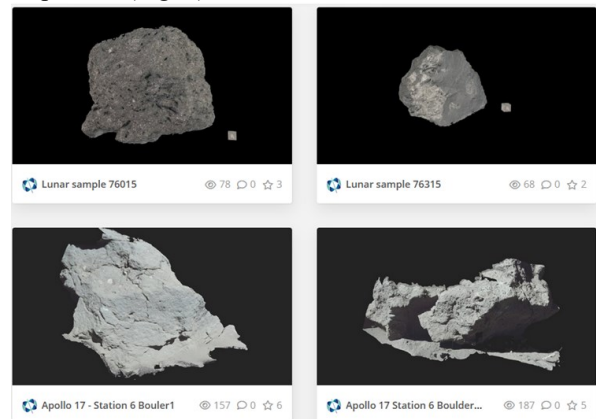 Lunar sample 76015 78 0 3
Lunar sample 76315 68 0 2
Apollo 17 - Station 6 Bouler1 157 0 6
Apollo 17 Station 6 Boulder... 187 0 5